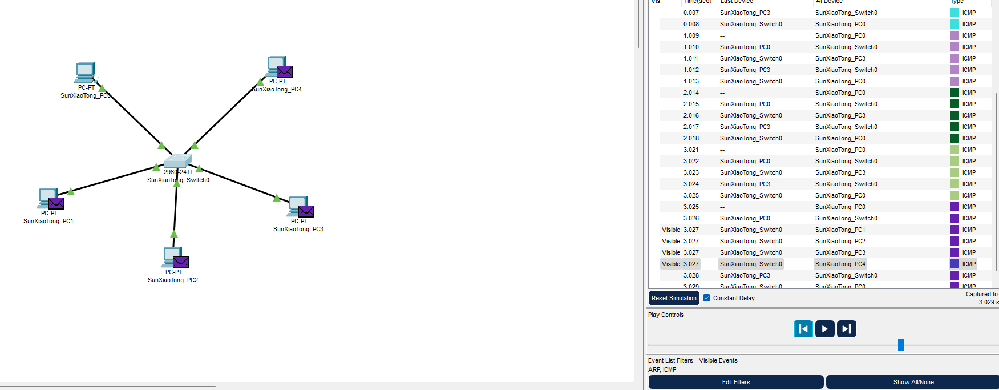 PC-PT
SunXiaoTong_PC0
PC-PT
SunXiaoTong_PC4
2960-24TT
SunXiaoTong_Switch0
PC-PT
SunXiaoTong_PC1
PC-PT
SunXiaoTong_PC3
PC-PT
SunXiaoTong_PC2
Vis. Time(sec) Last Device At Device Type
0.007 SunXiaoTong_PC3 SunXiaoTong_Switch0 ICMP
0.008 SunXiaoTong_Switch0 SunXiaoTong_PC0 ICMP
1.009 -- SunXiaoTong_PC0 ICMP
1.010 SunXiaoTong_PC0 SunXiaoTong_Switch0 ICMP
1.011 SunXiaoTong_Switch0 SunXiaoTong_PC3 ICMP
1.012 SunXiaoTong_PC3 SunXiaoTong_Switch0 ICMP
1.013 SunXiaoTong_Switch0 SunXiaoTong_PC0 ICMP
2.014 -- SunXiaoTong_PC0 ICMP
2.015 SunXiaoTong_PC0 SunXiaoTong_Switch0 ICMP
2.016 SunXiaoTong_Switch0 SunXiaoTong_PC3 ICMP
2.017 SunXiaoTong_PC3 SunXiaoTong_Switch0 ICMP
2.018 SunXiaoTong_Switch0 SunXiaoTong_PC0 ICMP
3.021 -- SunXiaoTong_PC0 ICMP
3.022 SunXiaoTong_PC0 SunXiaoTong_Switch0 ICMP
3.023 SunXiaoTong_Switch0 SunXiaoTong_PC3 ICMP
3.024 SunXiaoTong_PC3 SunXiaoTong_Switch0 ICMP
3.025 SunXiaoTong_Switch0 SunXiaoTong_PC0 ICMP
3.025 -- SunXiaoTong_PC0 ICMP
3.026 SunXiaoTong_PC0 SunXiaoTong_Switch0 ICMP
Visible 3.027 SunXiaoTong_Switch0 SunXiaoTong_PC1 ICMP
Visible 3.027 SunXiaoTong_Switch0 SunXiaoTong_PC2 ICMP
Visible 3.027 SunXiaoTong_Switch0 SunXiaoTong_PC3 ICMP
Visible 3.027 SunXiaoTong_Switch0 SunXiaoTong_PC4 ICMP
3.028 SunXiaoTong_PC3 SunXiaoTong_Switch0 ICMP
3.029 SunXiaoTong_Switch0 SunXiaoTong_PC0 ICMP
Reset Simulation Constant Delay Captured to:
3.029 s
Play Controls
Event List Filters - Visible Events
ARP, ICMP
Edit Filters Show All/None